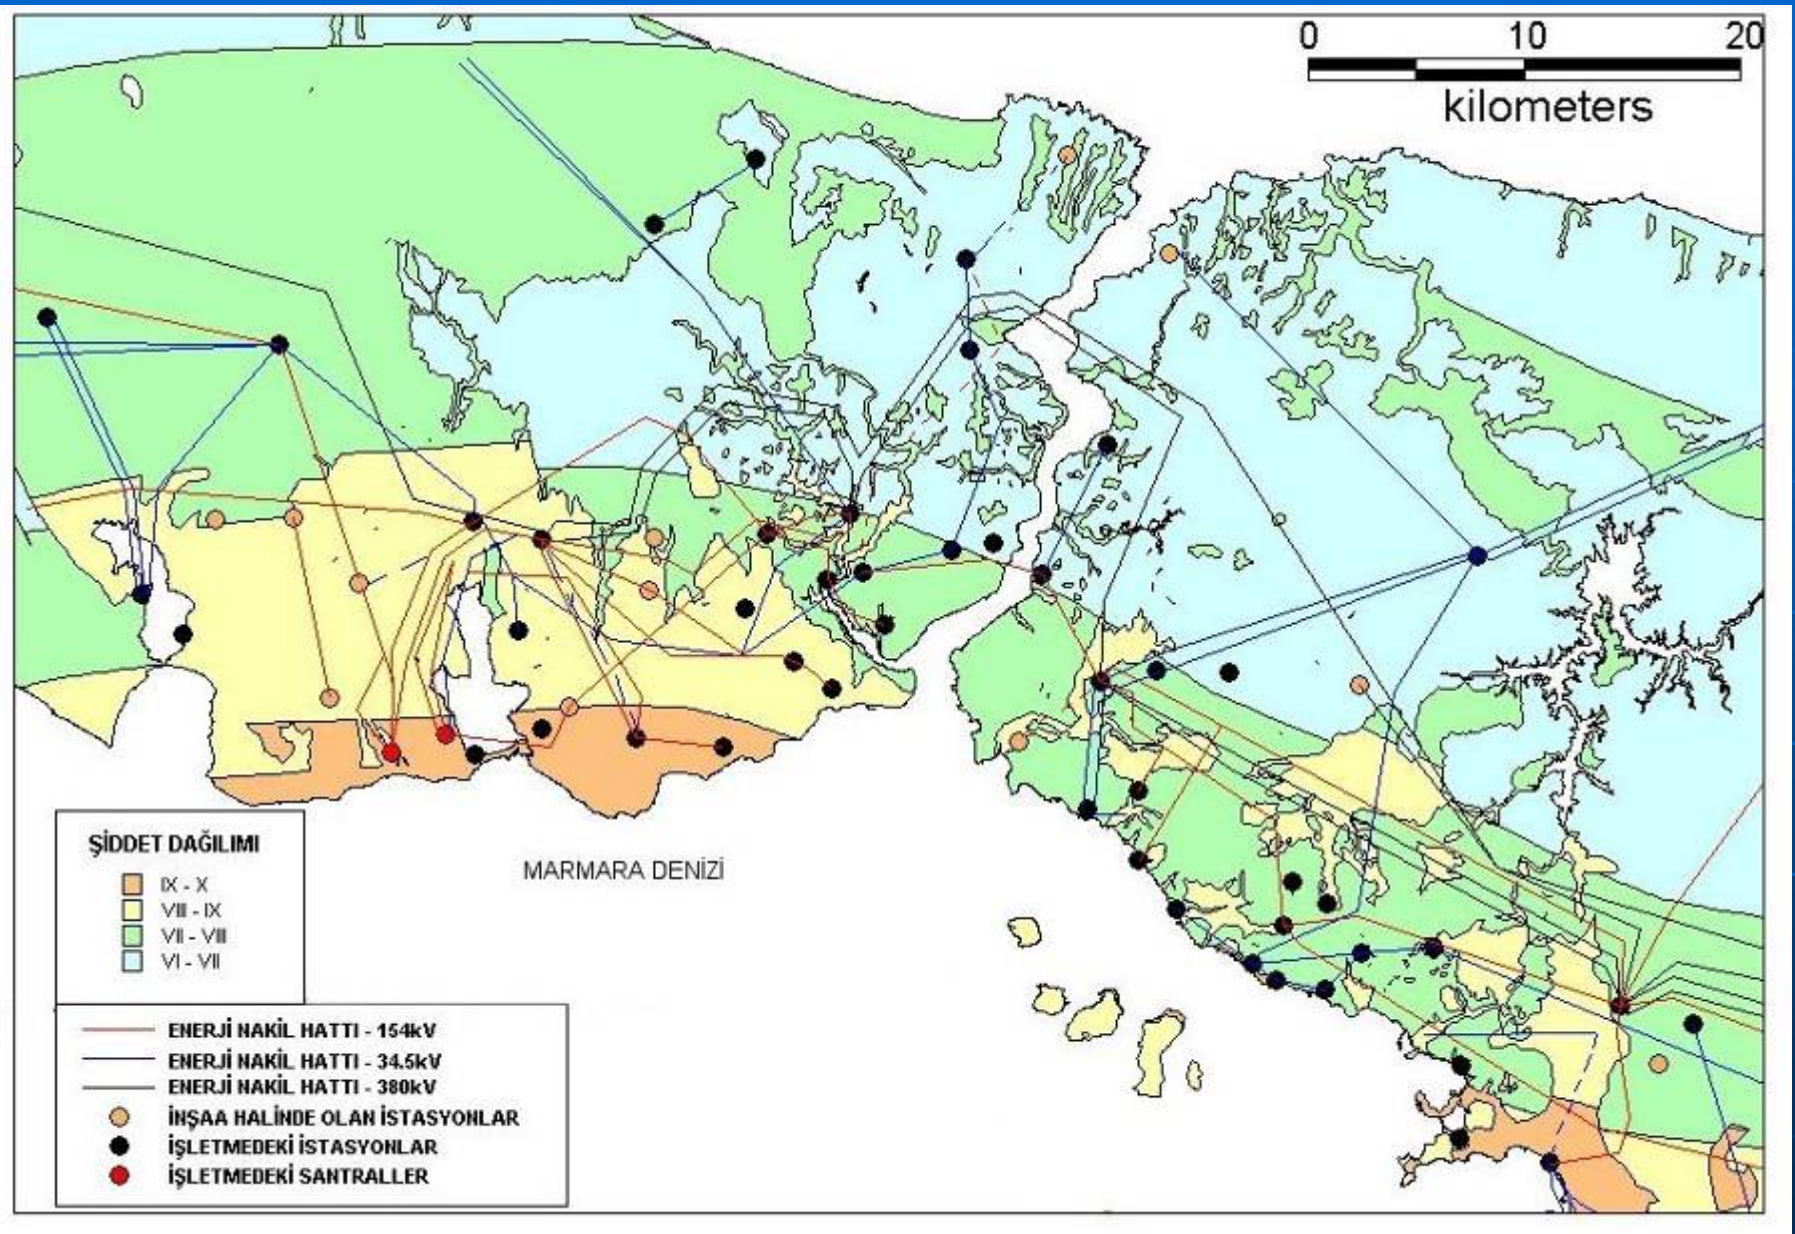 0 10 20
kilometers
ŞİDDET DAĞILIMI
IX - X
VIII - IX
VII - VIII
VI - VII
MARMARA DENİZİ
ENERJİ NAKİL HATTI - 154kV
ENERJİ NAKİL HATTI - 34.5kV
ENERJİ NAKİL HATTI - 380kV
İNŞAA HALİNDE OLAN İSTASYONLAR
İŞLETMEDEKİ İSTASYONLAR
İŞLETMEDEKİ SANTRALLER